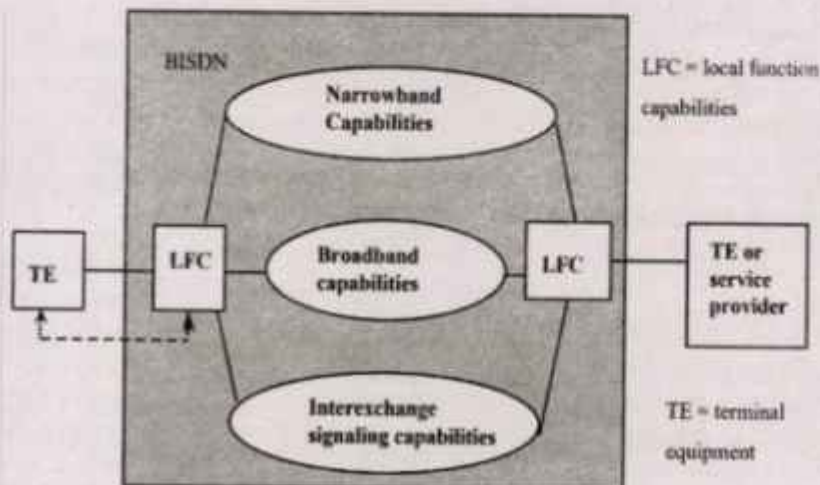 BISDN
LFC = local function
capabilities
Narrowband
Capabilities
TE
LFC
Broadband
capabilities
LFC
TE or
service
provider
Interexchange
signaling capabilities
TE = terminal
equipment